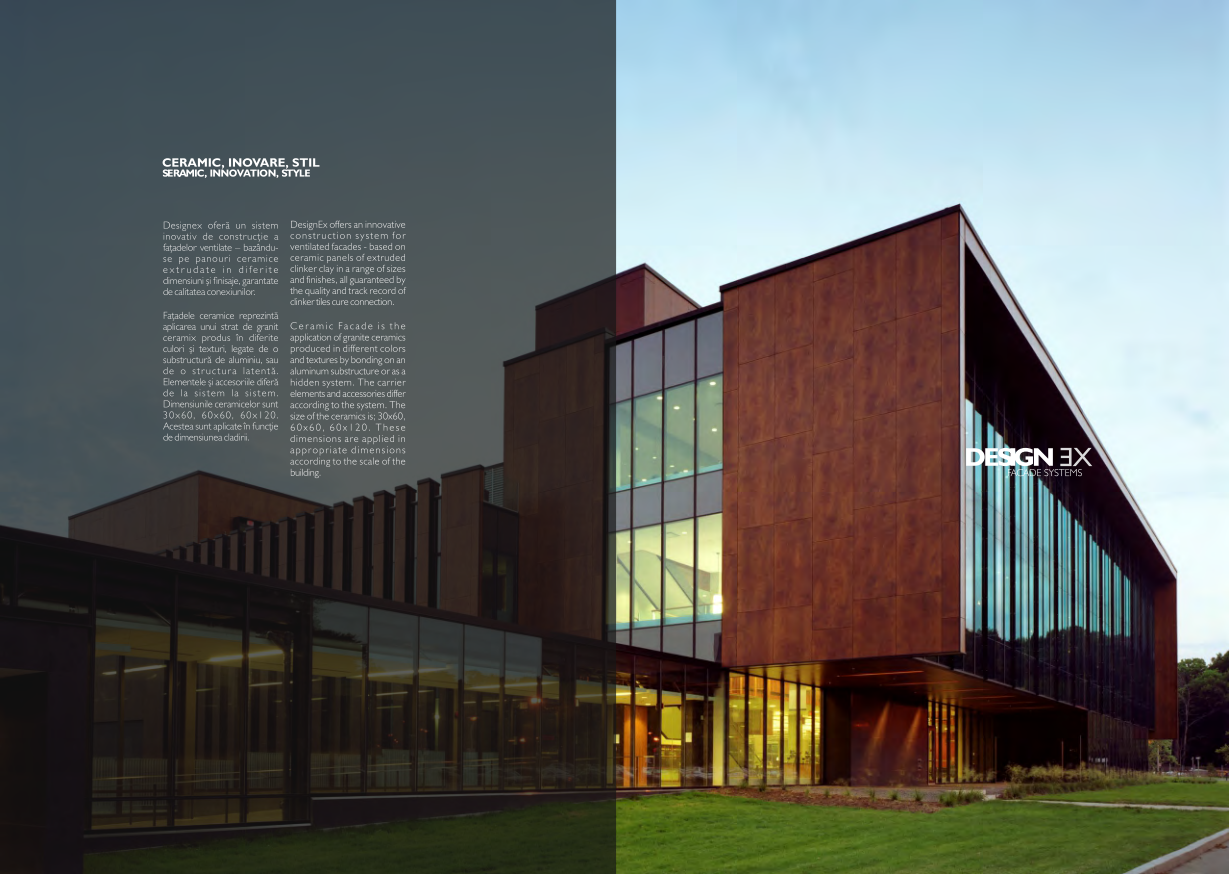 CERAMIC, INOVARE, STIL
SERAMIC, INNOVATION, STYLE
Designex oferă un sistem
inovativ de construcție a
fațadelor ventilate – bazându-
se pe panouri ceramice
extrudate in diferite
dimensiuni și finisaje, garantate
de calitatea conexiunilor.
Fațadele ceramice reprezintă
aplicarea unui strat de granit
ceramix produs în diferite
culori și texturi, legate de o
substructură de aluminiu, sau
de o structura latentă.
Elementele și accesoriile diferă
de la sistem la sistem.
Dimensiunile ceramicelor sunt
30x60, 60x60, 60x120.
Acestea sunt aplicate în funcție
de dimensiunea cladirii.
DesignEx offers an innovative
construction system for
ventilated facades - based on
ceramic panels of extruded
clinker clay in a range of sizes
and finishes, all guaranteed by
the quality and track record of
clinker tiles cure connection.
Ceramic Facade is the
application of granite ceramics
produced in different colors
and textures by bonding on an
aluminum substructure or as a
hidden system. The carrier
elements and accessories differ
according to the system. The
size of the ceramics is; 30x60,
60x60, 60x120. These
dimensions are applied in
appropriate dimensions
according to the scale of the
building.
DESIGN EX
FACADE SYSTEMS